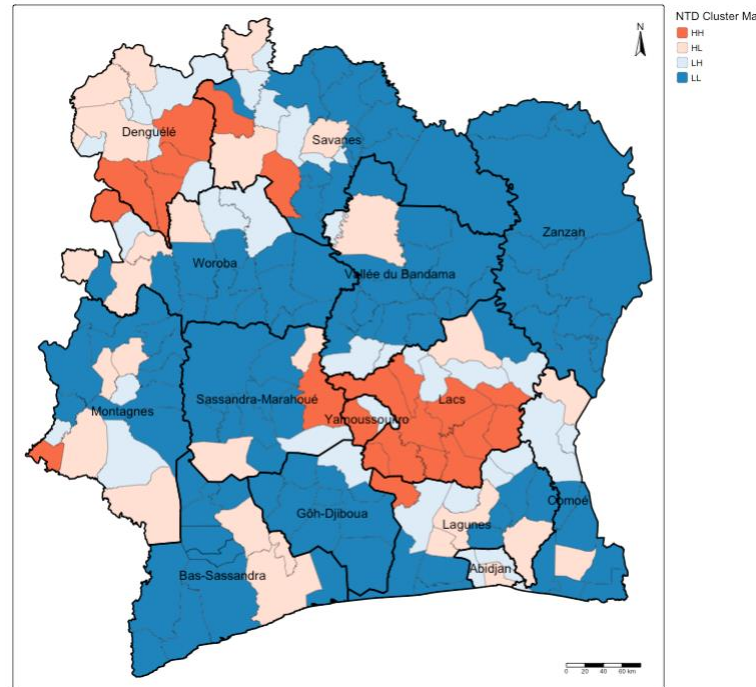 NTD Cluster Ma
HH
HL
LH
LL
N
Denguélé
Savanes
Zanzan
Woroba
Vallée du Bandama
Montagnes
Sassandra-Marahoué
Lacs
Yamoussoukro
Gôh-Djiboua
Comoé
Lagunes
Bas-Sassandra
Abidjan
0 20 40 60 km